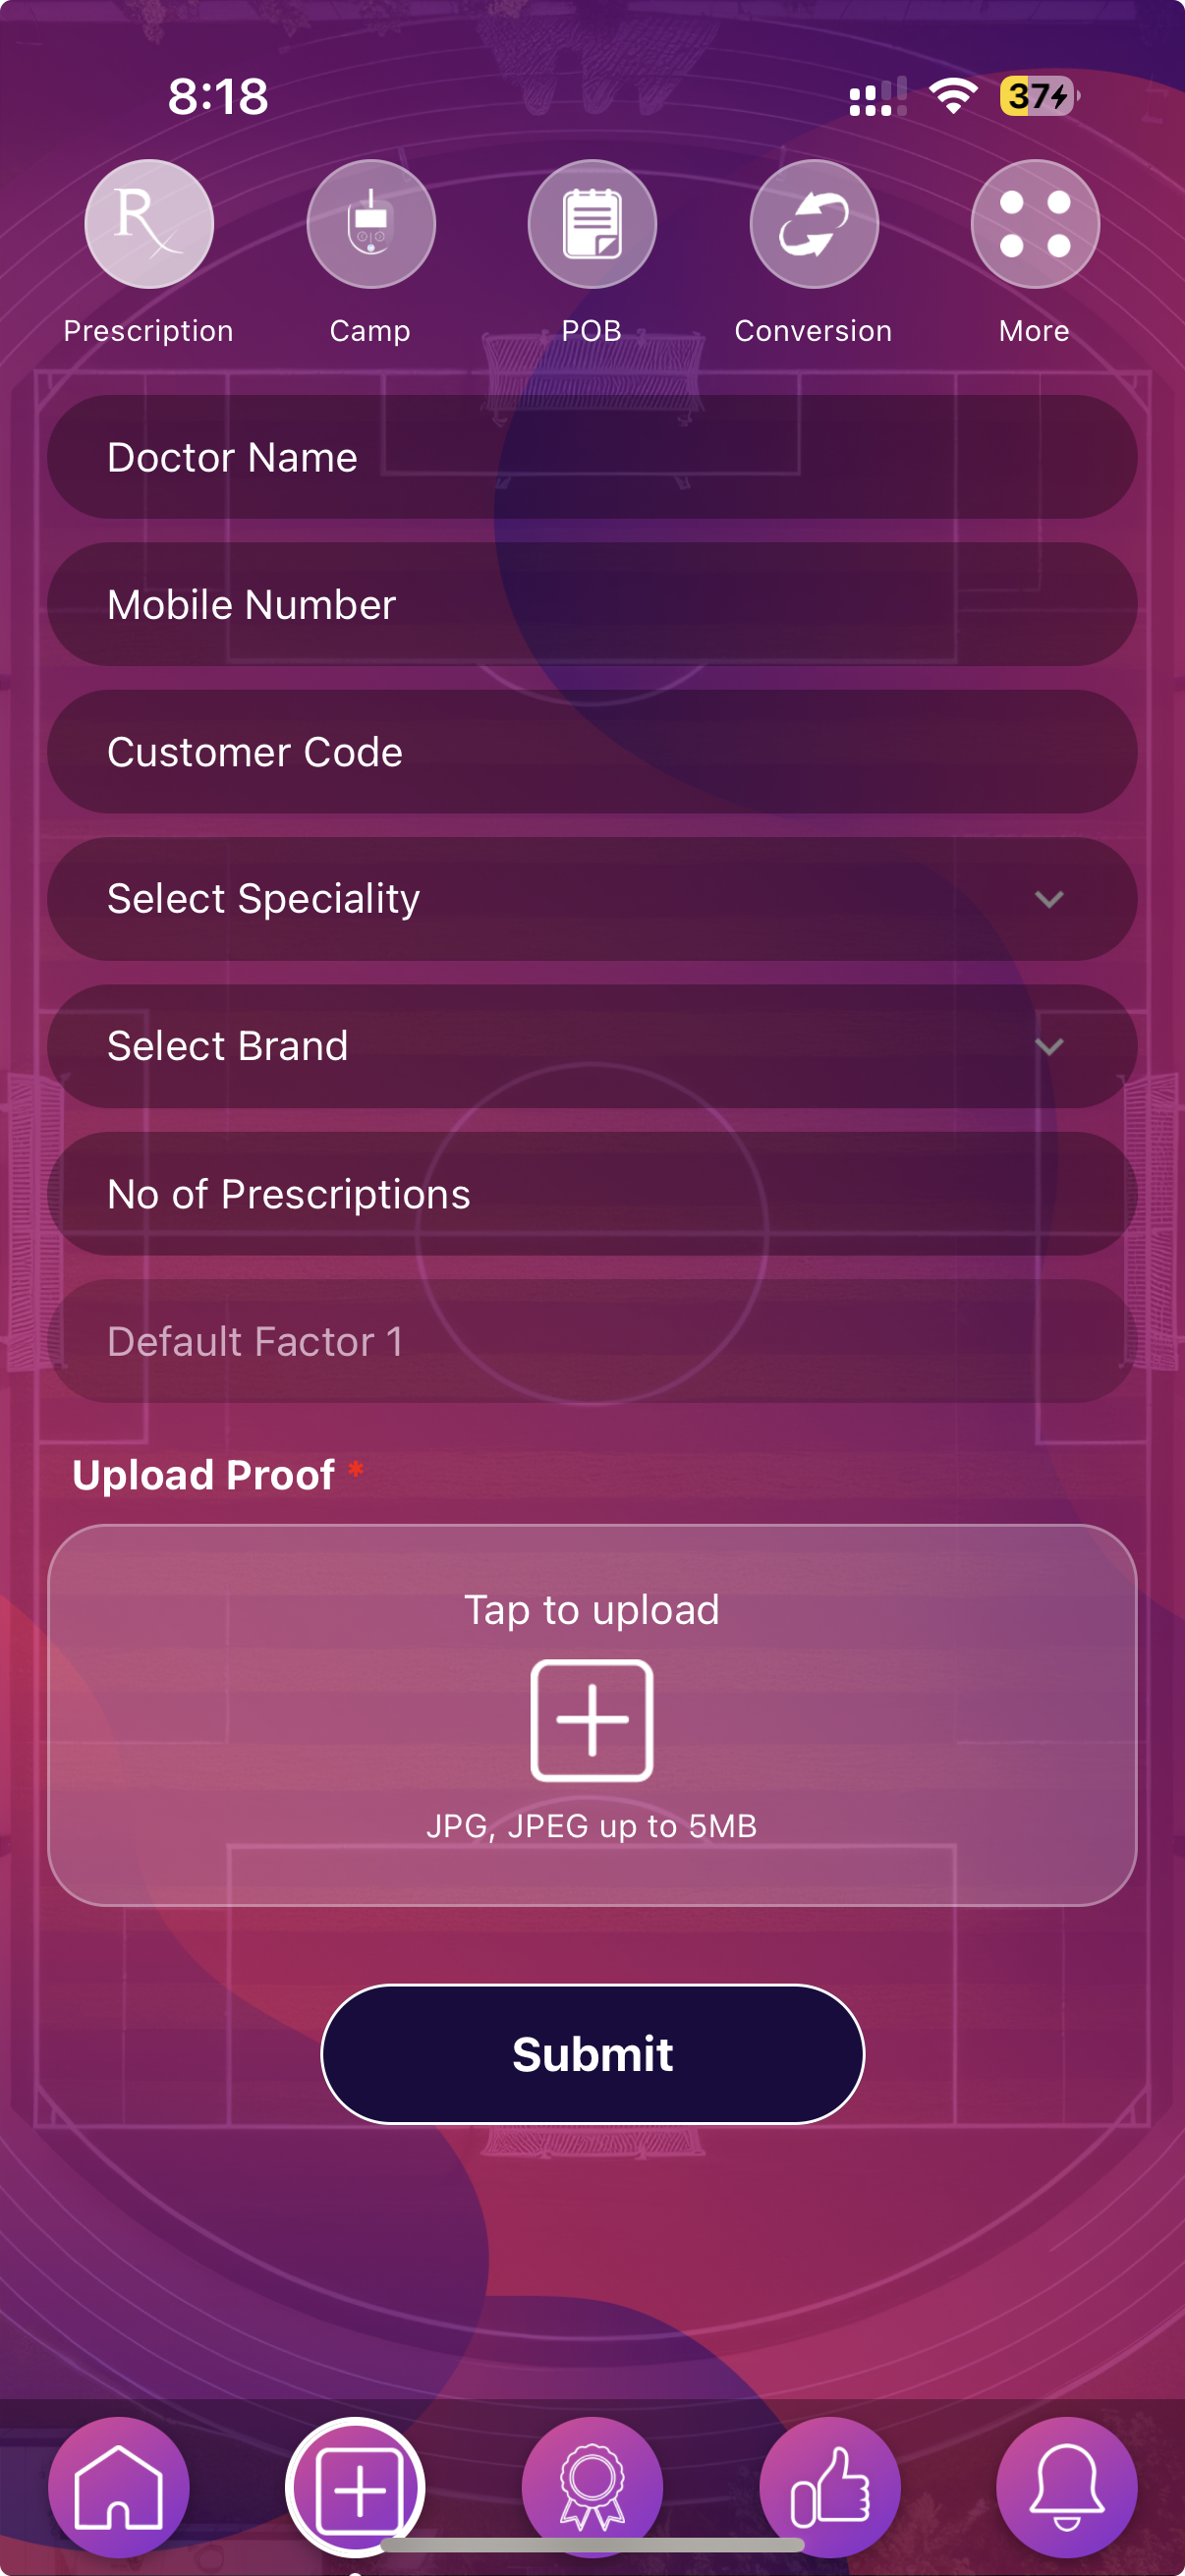 8:18
37
Prescription Camp POB Conversion More
Doctor Name
Mobile Number
Customer Code
Select Speciality
Select Brand
No of Prescriptions
Default Factor 1
Upload Proof *
Tap to upload
JPG, JPEG up to 5MB
Submit